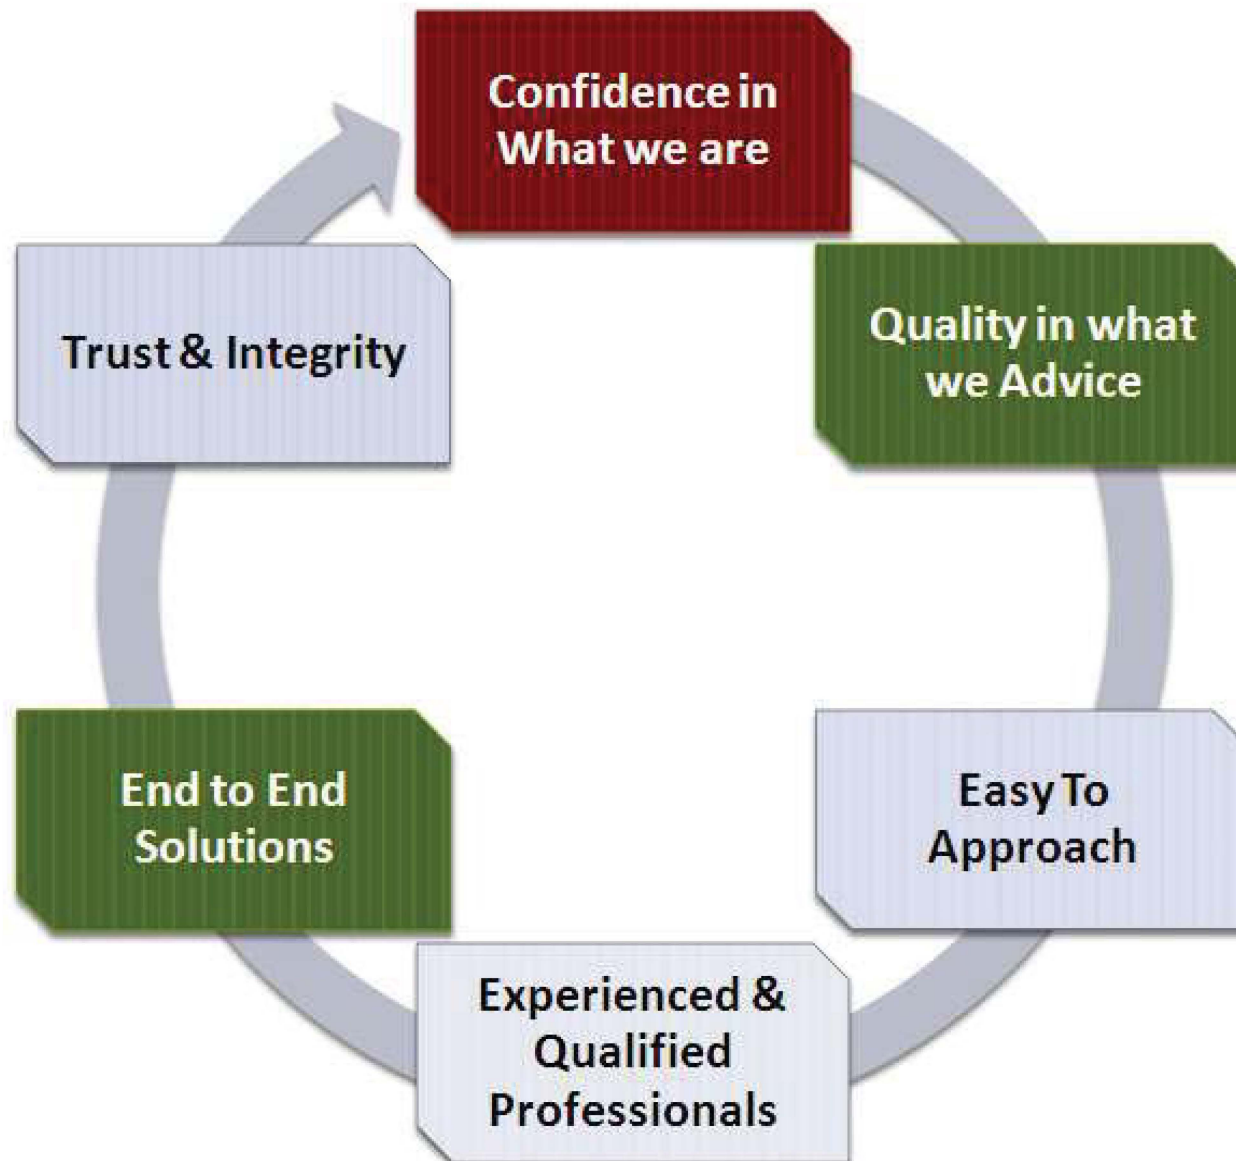 Confidence in
What we are
Quality in what
we Advice
Easy To
Approach
Experienced &
Qualified
Professionals
End to End
Solutions
Trust & Integrity